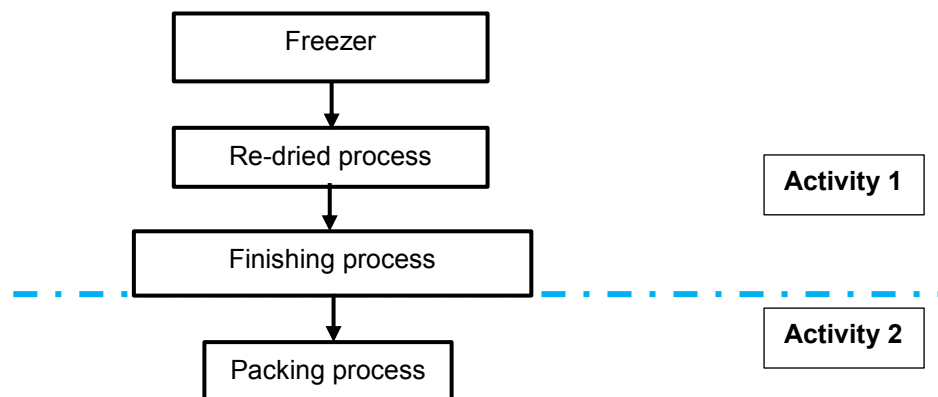 Freezer
Re-dried process
Activity 1
Finishing process
Activity 2
Packing process